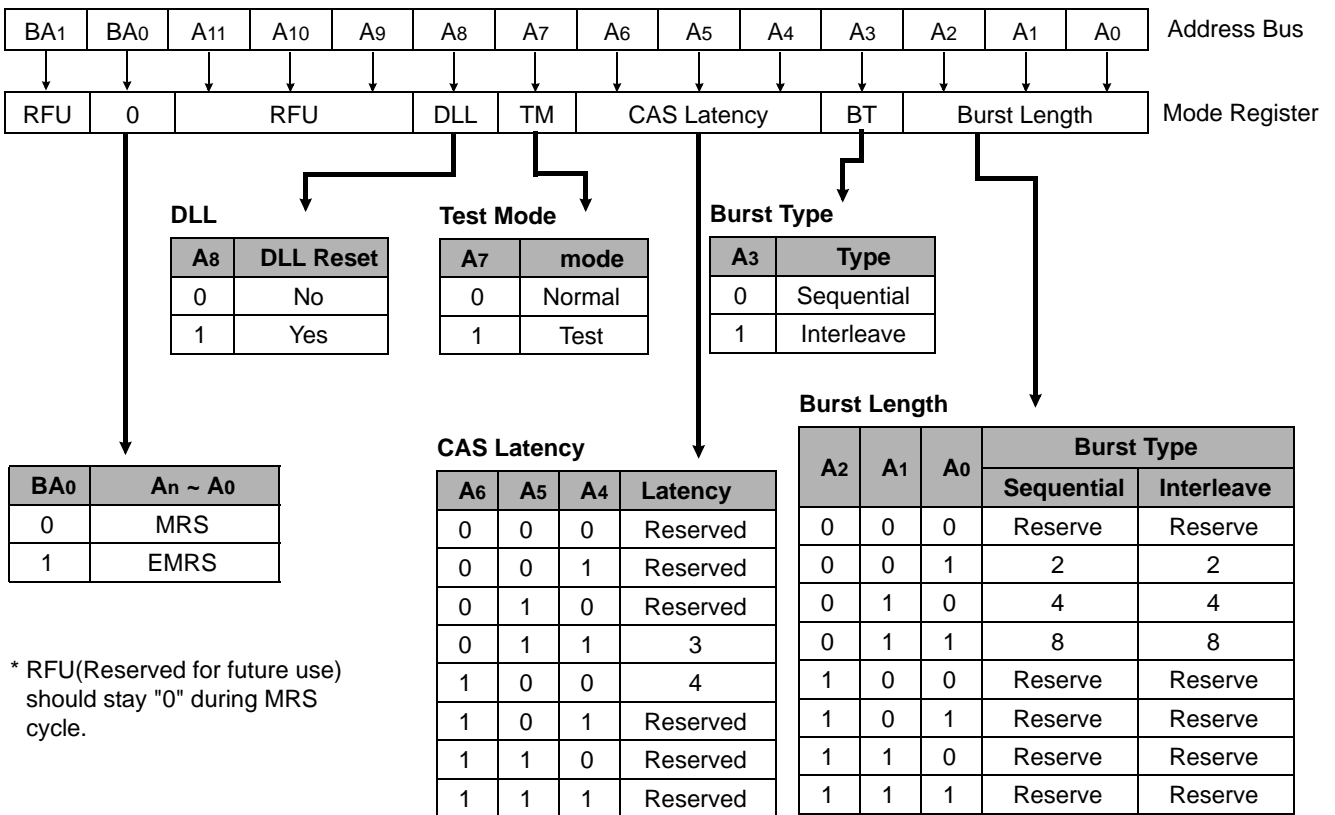 BA1 BA0 A11 A10 A9 A8 A7 A6 A5 A4 A3 A2 A1 A0 Address Bus
RFU 0 RFU DLL TM CAS Latency BT Burst Length Mode Register
DLL
A8 DLL Reset
0 No
1 Yes
Test Mode
A7 mode
0 Normal
1 Test
Burst Type
A3 Type
0 Sequential
1 Interleave
BA0 An ~ A0
0 MRS
1 EMRS
* RFU(Reserved for future use)
should stay "0" during MRS
cycle.
CAS Latency
A6 A5 A4 Latency
0 0 0 Reserved
0 0 1 Reserved
0 1 0 Reserved
0 1 1 3
1 0 0 4
1 0 1 Reserved
1 1 0 Reserved
1 1 1 Reserved
Burst Length
A2 A1 A0 Burst Type
Sequential Interleave
0 0 0 Reserve Reserve
0 0 1 2 2
0 1 0 4 4
0 1 1 8 8
1 0 0 Reserve Reserve
1 0 1 Reserve Reserve
1 1 0 Reserve Reserve
1 1 1 Reserve Reserve